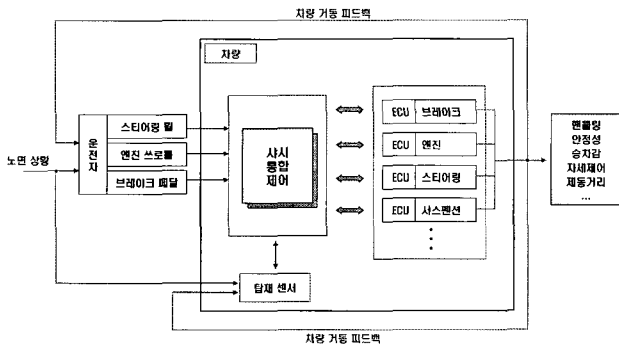 차량 거동 피드백
차량
운전자
스티어링 휠
엔진 쓰로틀
브레이크 페달
노면 상황
샤시
통합
제어
ECU 브레이크
ECU 엔진
ECU 스티어링
ECU 서스펜션
핸들링
안정성
승차감
자세제어
제동거리
...
탑재 센서
차량 거동 피드백